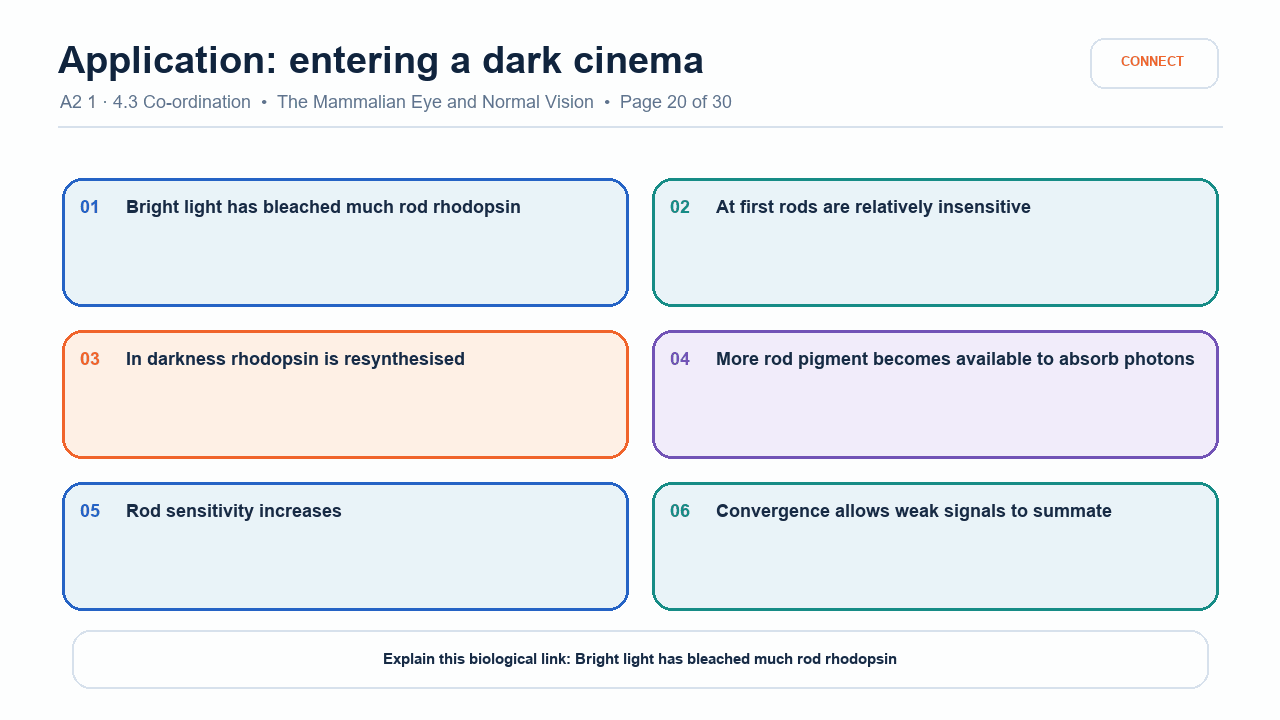 Application: entering a dark cinema
CONNECT
A2 1 · 4.3 Co-ordination • The Mammalian Eye and Normal Vision • Page 20 of 30
01 Bright light has bleached much rod rhodopsin
02 At first rods are relatively insensitive
03 In darkness rhodopsin is resynthesised
04 More rod pigment becomes available to absorb photons
05 Rod sensitivity increases
06 Convergence allows weak signals to summate
Explain this biological link: Bright light has bleached much rod rhodopsin